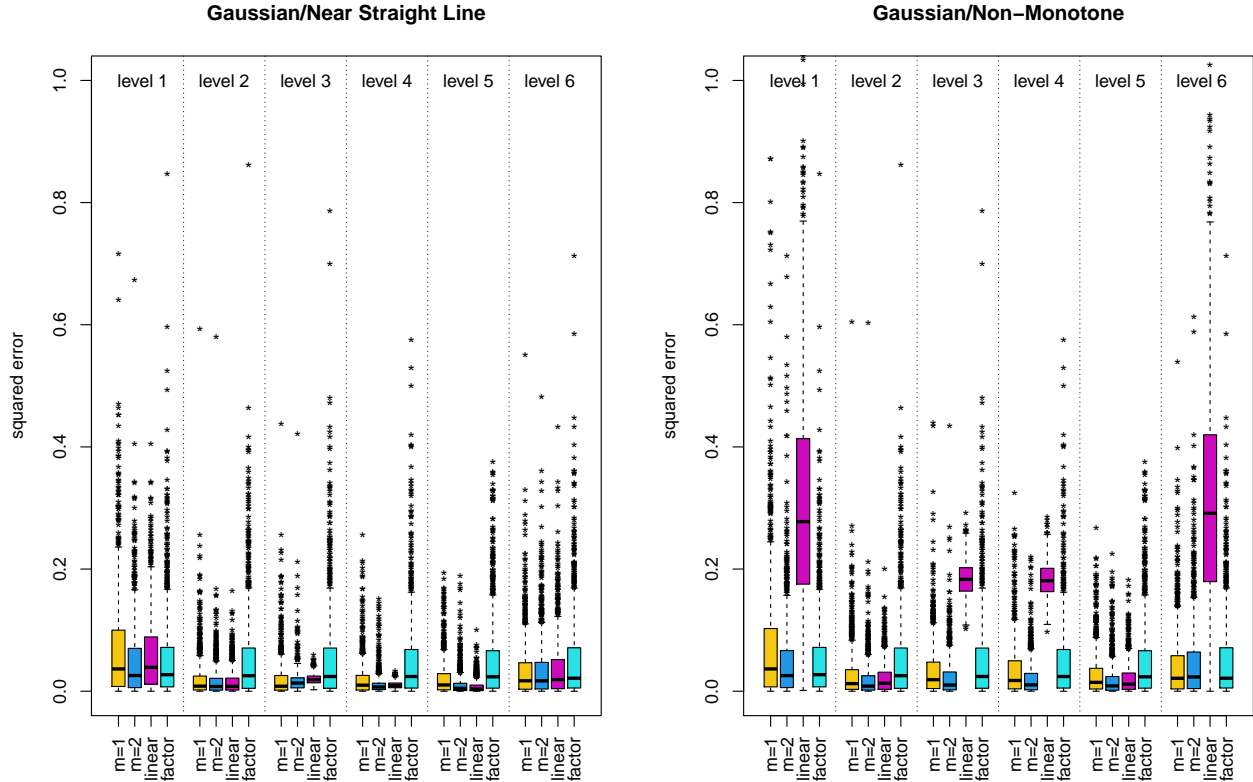 Gaussian/Near Straight Line
squared error
0.0
0.2
0.4
0.6
0.8
1.0
level 1
level 2
level 3
level 4
level 5
level 6
m=1
m=2
linear
factor
m=1
m=2
linear
factor
m=1
m=2
linear
factor
m=1
m=2
linear
factor
m=1
m=2
linear
factor
m=1
m=2
linear
factor
Gaussian/Non−Monotone
squared error
0.0
0.2
0.4
0.6
0.8
1.0
level 1
level 2
level 3
level 4
level 5
level 6
m=1
m=2
linear
factor
m=1
m=2
linear
factor
m=1
m=2
linear
factor
m=1
m=2
linear
factor
m=1
m=2
linear
factor
m=1
m=2
linear
factor